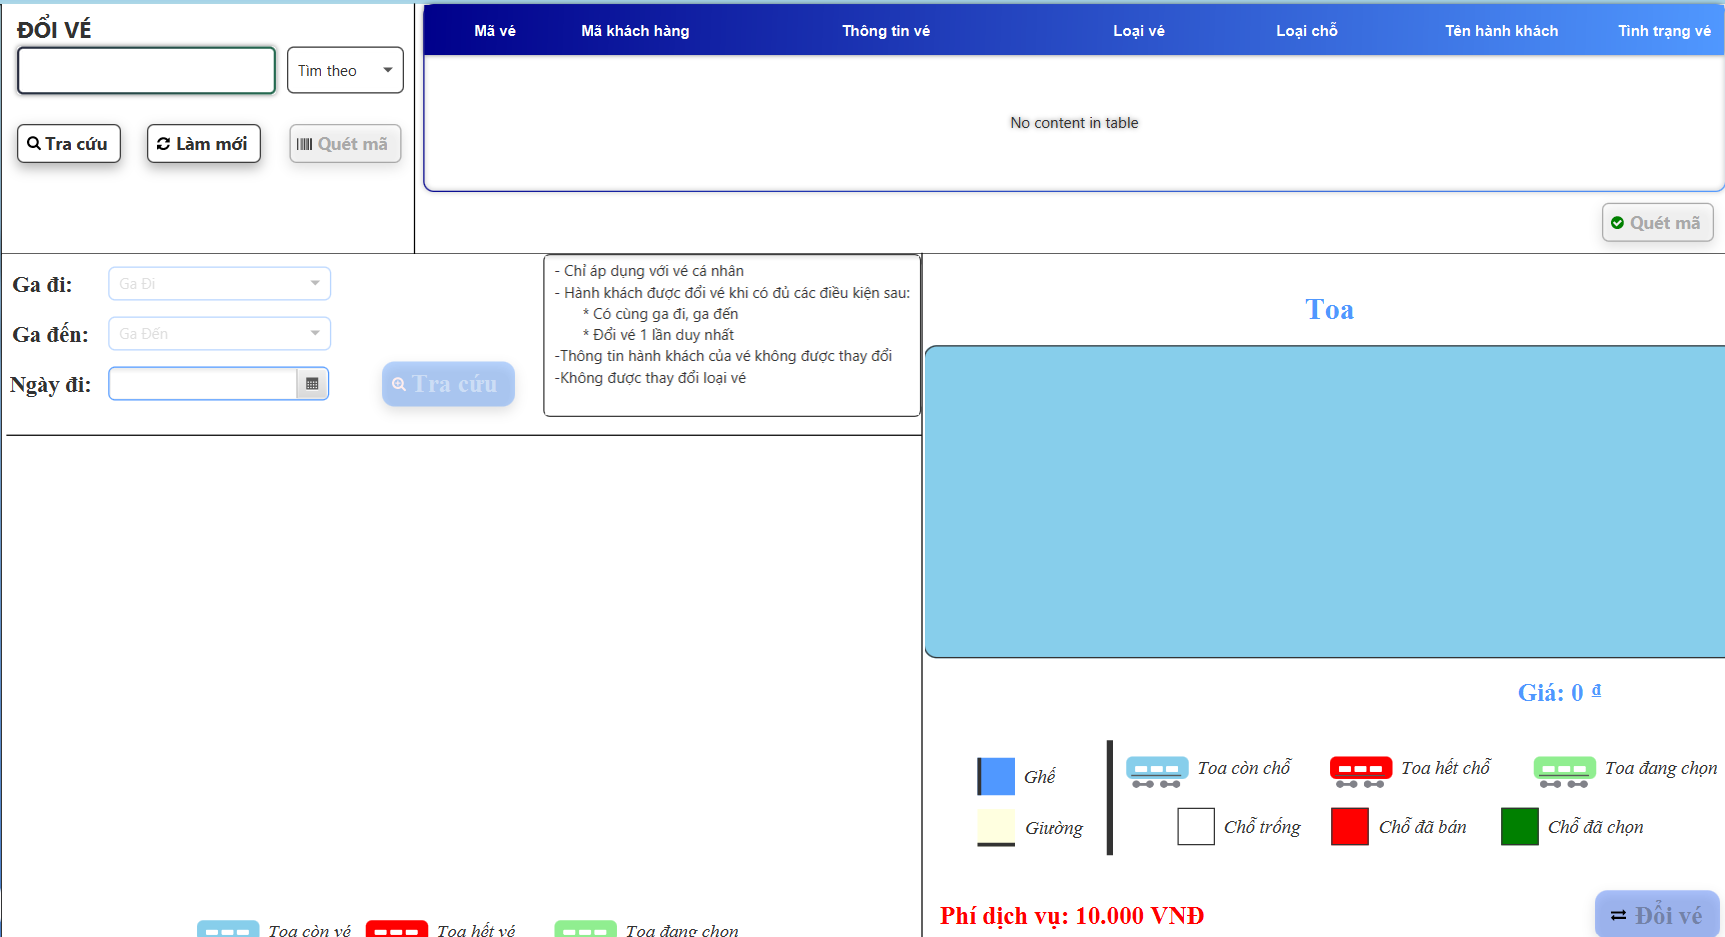 ĐỔI VÉ
Tìm theo
Tra cứu
Làm mới
Quét mã
Mã vé
Mã khách hàng
Thông tin vé
Loại vé
Loại chỗ
Tên hành khách
Tình trạng vé
No content in table
Quét mã
Ga đi:
Ga Đi
Ga đến:
Ga Đến
Ngày đi:
Tra cứu
- Chỉ áp dụng với vé cá nhân
- Hành khách được đổi vé khi có đủ các điều kiện sau:
* Có cùng ga đi, ga đến
* Đổi vé 1 lần duy nhất
-Thông tin hành khách của vé không được thay đổi
-Không được thay đổi loại vé
Toa
Giá: 0 đ
Ghế
Giường
Toa còn chỗ
Toa hết chỗ
Toa đang chọn
Chỗ trống
Chỗ đã bán
Chỗ đã chọn
Phí dịch vụ: 10.000 VNĐ
Đổi vé
Toa còn vé
Toa hết vé
Toa đang chọn